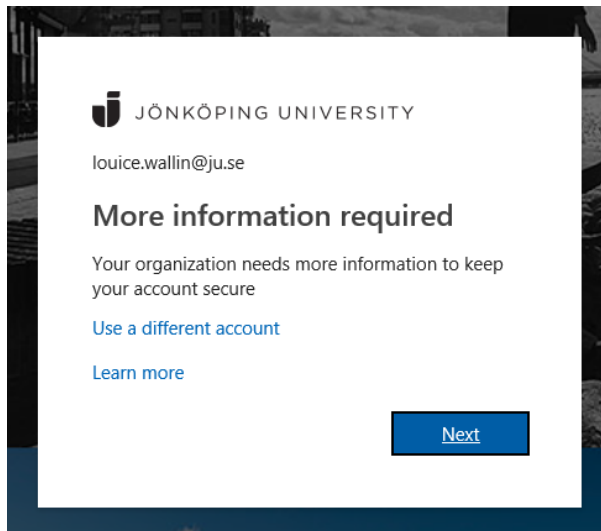 JÖNKÖPING UNIVERSITY
louice.wallin@ju.se
More information required
Your organization needs more information to keep
your account secure
Use a different account
Learn more
Next